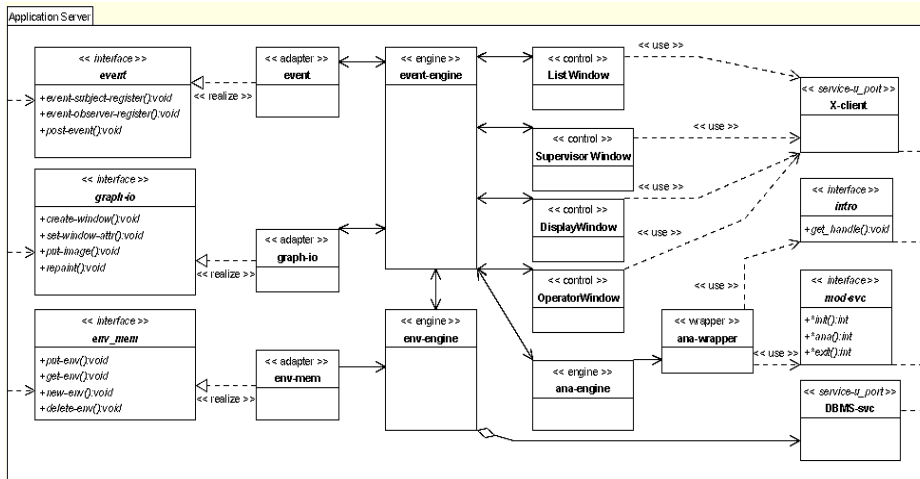 Application Server
<< interface >>
event
+event-subject-register():void
+event-observer-register():void
+post-event():void
<< realize >>
<< adapter >>
event
<< engine >>
event-engine
<< control >>
ListWindow
<< use >>
<< service-u_port >>
X-client
<< control >>
Supervisor Window
<< use >>
<< interface >>
graph-io
+create-window():void
+set-window-attr():void
+put-image():void
+repaint():void
<< realize >>
<< adapter >>
graph-io
<< control >>
DisplayWindow
<< use >>
<< interface >>
intro
+get_handle():void
<< control >>
OperatorWindow
<< use >>
<< use >>
<< interface >>
mod-svc
+*init():int
+*ana():int
+*exit():int
<< interface >>
env_mem
+put-env():void
+get-env():void
+new-env():void
+delete-env():void
<< realize >>
<< adapter >>
env-mem
<< engine >>
env-engine
<< engine >>
ana-engine
<< wrapper >>
ana-wrapper
<< use >>
<< service-u_port >>
DBMS-svc